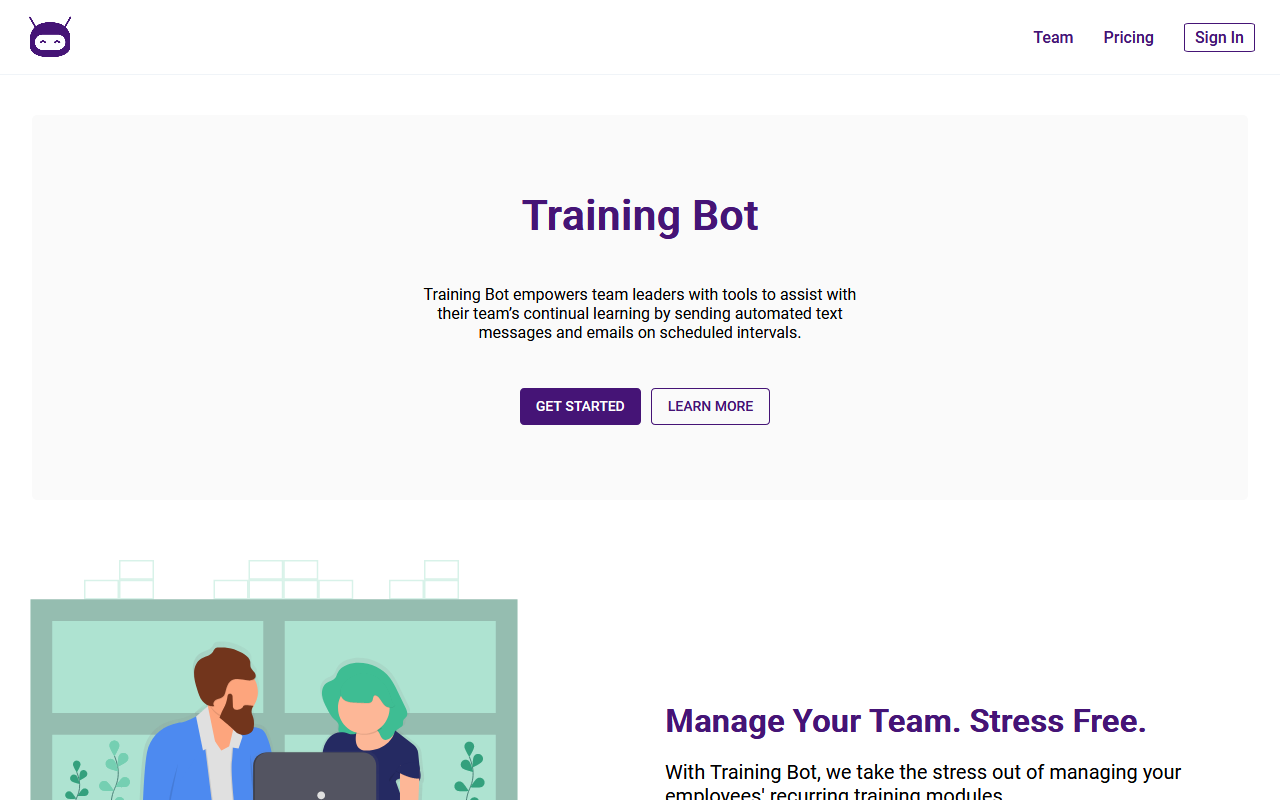 Team
Pricing
Sign In
Training Bot
Training Bot empowers team leaders with tools to assist with
their team’s continual learning by sending automated text
messages and emails on scheduled intervals.
GET STARTED
LEARN MORE
Manage Your Team. Stress Free.
With Training Bot, we take the stress out of managing your
employees' recurring training modules